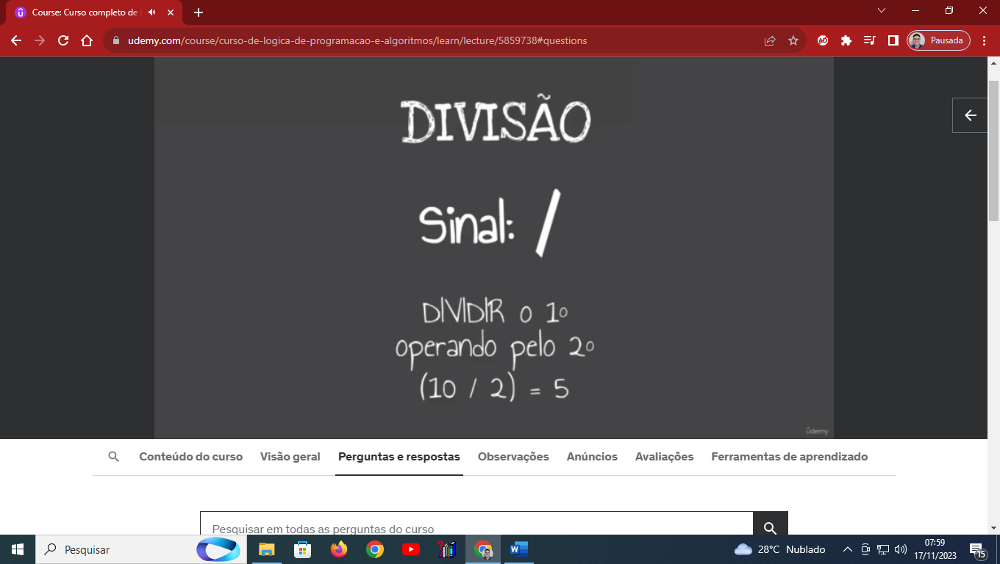 Course: Curso completo de
udemy.com/course/curso-de-logica-de-programacao-e-algoritmos/learn/lecture/5859738#questions
Pausada
DIVISÃO
Sinal: /
DIVIDIR o 1º
operando pelo 2º
(10 / 2) = 5
ûdemy
Conteúdo do curso
Visão geral
Perguntas e respostas
Observações
Anúncios
Avaliações
Ferramentas de aprendizado
Pesquisar em todas as perguntas do curso
Pesquisar
28°C Nublado
07:59
17/11/2023
15